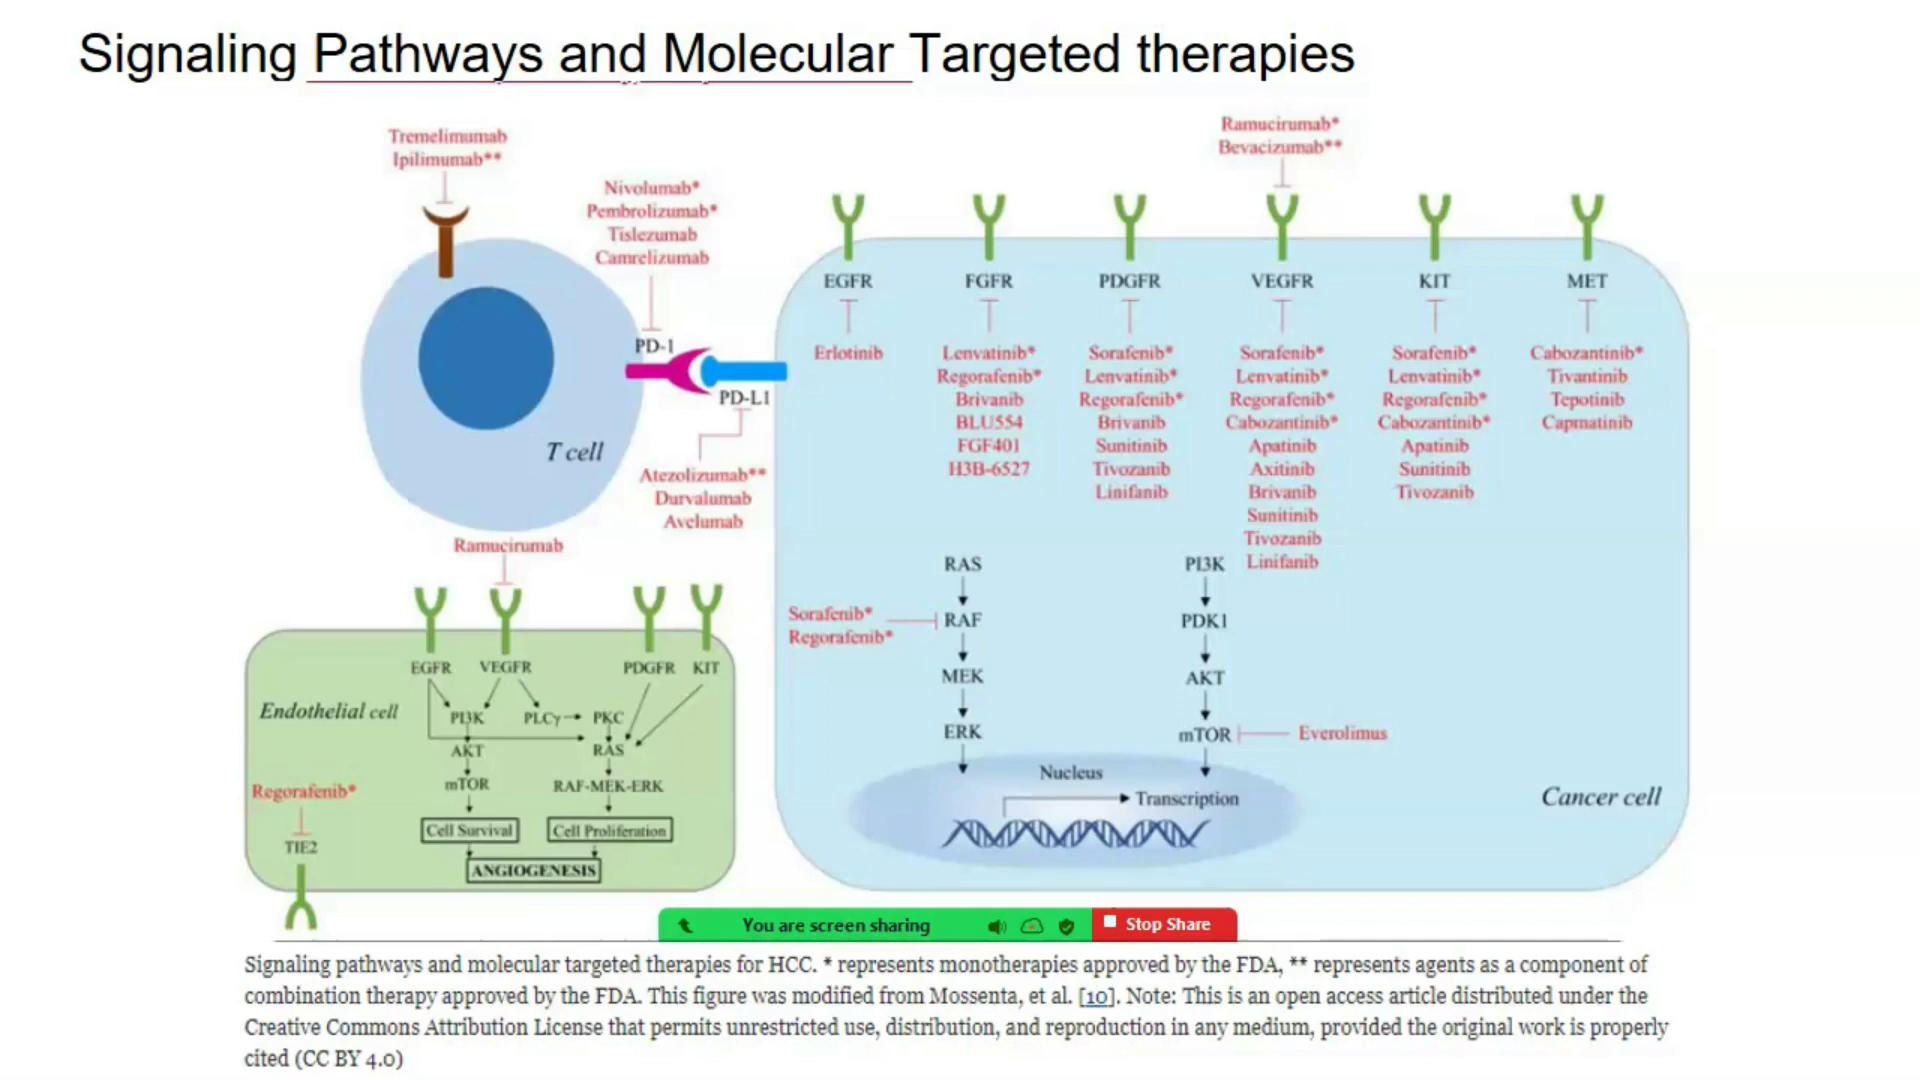 Signaling Pathways and Molecular Targeted therapies
Tremelimumab
Ipilimumab**
Nivolumab*
Pembrolizumab*
Tislezumab
Camrelizumab
PD-1
PD-L1
T cell
Atezolizumab**
Durvalumab
Avelumab
Ramucirumab*
Bevacizumab**
EGFR
FGFR
PDGFR
VEGFR
KIT
MET
Erlotinib
Lenvatinib*
Regorafenib*
Brivanib
BLU554
FGF401
H3B-6527
Sorafenib*
Lenvatinib*
Regorafenib*
Brivanib
Sunitinib
Tivozanib
Linifanib
Sorafenib*
Lenvatinib*
Regorafenib*
Cabozantinib*
Apatinib
Axitinib
Brivanib
Sunitinib
Tivozanib
Linifanib
Sorafenib*
Lenvatinib*
Regorafenib*
Cabozantinib*
Apatinib
Sunitinib
Tivozanib
Cabozantinib*
Tivantinib
Tepotinib
Capmatinib
RAS
RAF
MEK
ERK
Sorafenib*
Regorafenib*
PI3K
PDK1
AKT
mTOR
Everolimus
Nucleus
Transcription
Cancer cell
Ramucirumab
EGFR
VEGFR
PDGFR
KIT
Endothelial cell
PI3K
PLCγ
PKC
AKT
RAS
mTOR
RAF-MEK-ERK
Cell Survival
Cell Proliferation
ANGIOGENESIS
Regorafenib*
TIE2
You are screen sharing
Stop Share
Signaling pathways and molecular targeted therapies for HCC. * represents monotherapies approved by the FDA, ** represents agents as a component of
combination therapy approved by the FDA. This figure was modified from Mossenta, et al. [10]. Note: This is an open access article distributed under the
Creative Commons Attribution License that permits unrestricted use, distribution, and reproduction in any medium, provided the original work is properly
cited (CC BY 4.0)